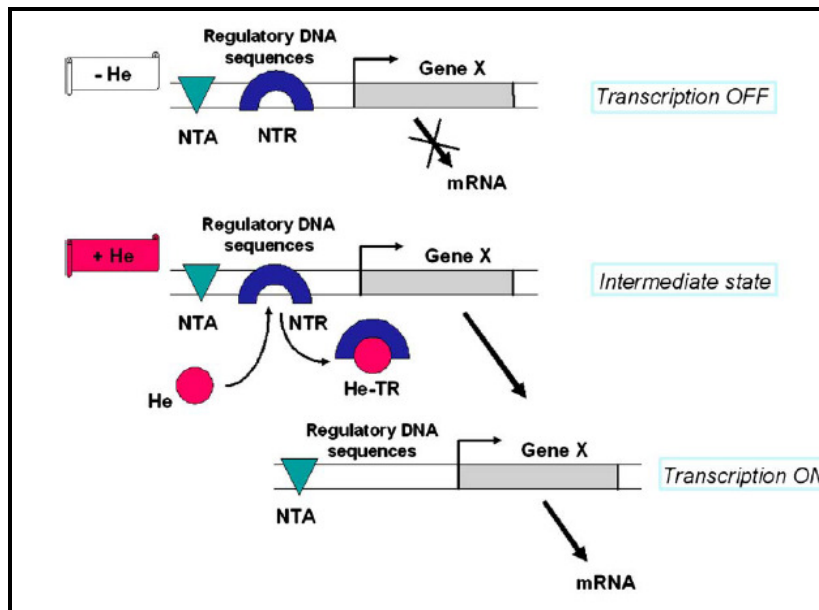 Regulatory DNA
sequences
- He
Gene X
Transcription OFF
NTA
NTR
mRNA
Regulatory DNA
sequences
+ He
Gene X
Intermediate state
NTA
NTR
He
He-TR
Regulatory DNA
sequences
Gene X
Transcription ON
NTA
mRNA